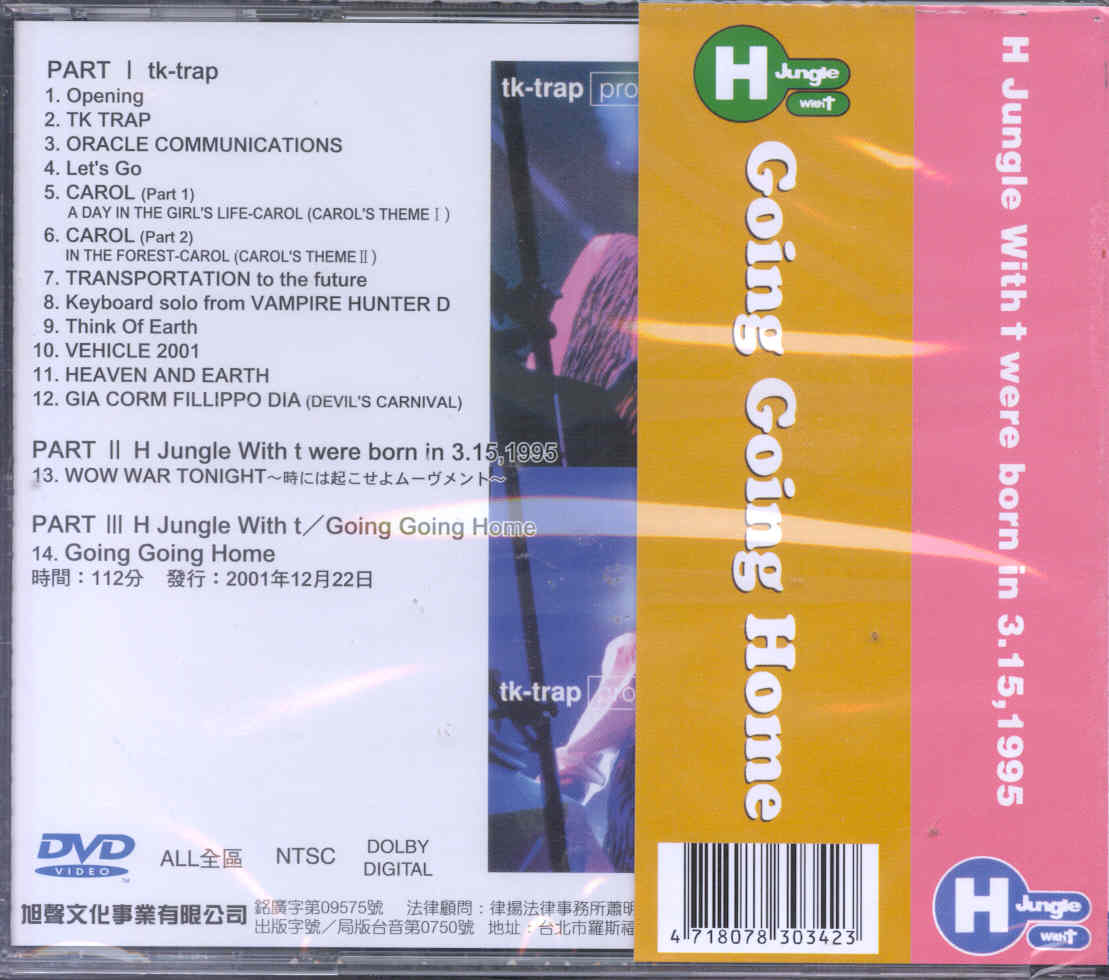 PART Ⅰ tk-trap
1. Opening
2. TK TRAP
3. ORACLE COMMUNICATIONS
4. Let's Go
5. CAROL (Part 1)
A DAY IN THE GIRL'S LIFE-CAROL (CAROL'S THEMEⅠ)
6. CAROL (Part 2)
IN THE FOREST-CAROL (CAROL'S THEMEⅡ)
7. TRANSPORTATION to the future
8. Keyboard solo from VAMPIRE HUNTER D
9. Think Of Earth
10. VEHICLE 2001
11. HEAVEN AND EARTH
12. GIA CORM FILLIPPO DIA (DEVIL'S CARNIVAL)
PART Ⅱ H Jungle With t were born in 3.15,1995
13. WOW WAR TONIGHT～時には起こせよムーヴメント～
PART Ⅲ H Jungle With t／Going Going Home
14. Going Going Home
時間：112分 發行：2001年12月22日
DVD
VIDEO
TM
ALL全區
NTSC
DOLBY
DIGITAL
旭聲文化事業有限公司
銘廣字第09575號 法律顧問：律揚法律事務所蕭明
出版字號／局版台音第0750號 地址：台北市羅斯福
tk-trap pro
tk-trap pro
H Jungle
With t
Going Going Home
4 718078 303423
H Jungle With t were born in 3.15,1995
H Jungle
With t